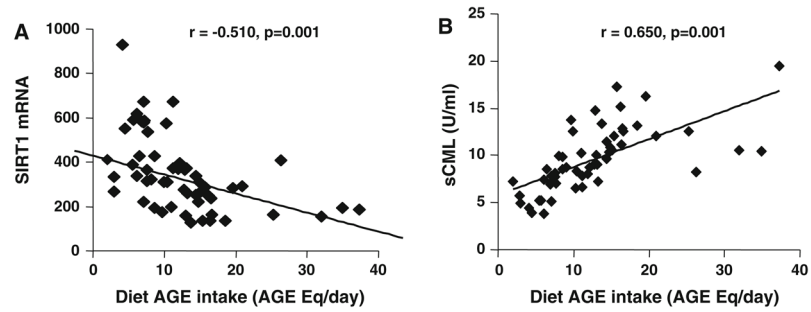 A
r = -0.510, p=0.001
SIRT1 mRNA
1000
800
600
400
200
0
0 10 20 30 40
Diet AGE intake (AGE Eq/day)
B
r = 0.650, p=0.001
sCML (U/ml)
25
20
15
10
5
0
0 10 20 30 40
Diet AGE intake (AGE Eq/day)